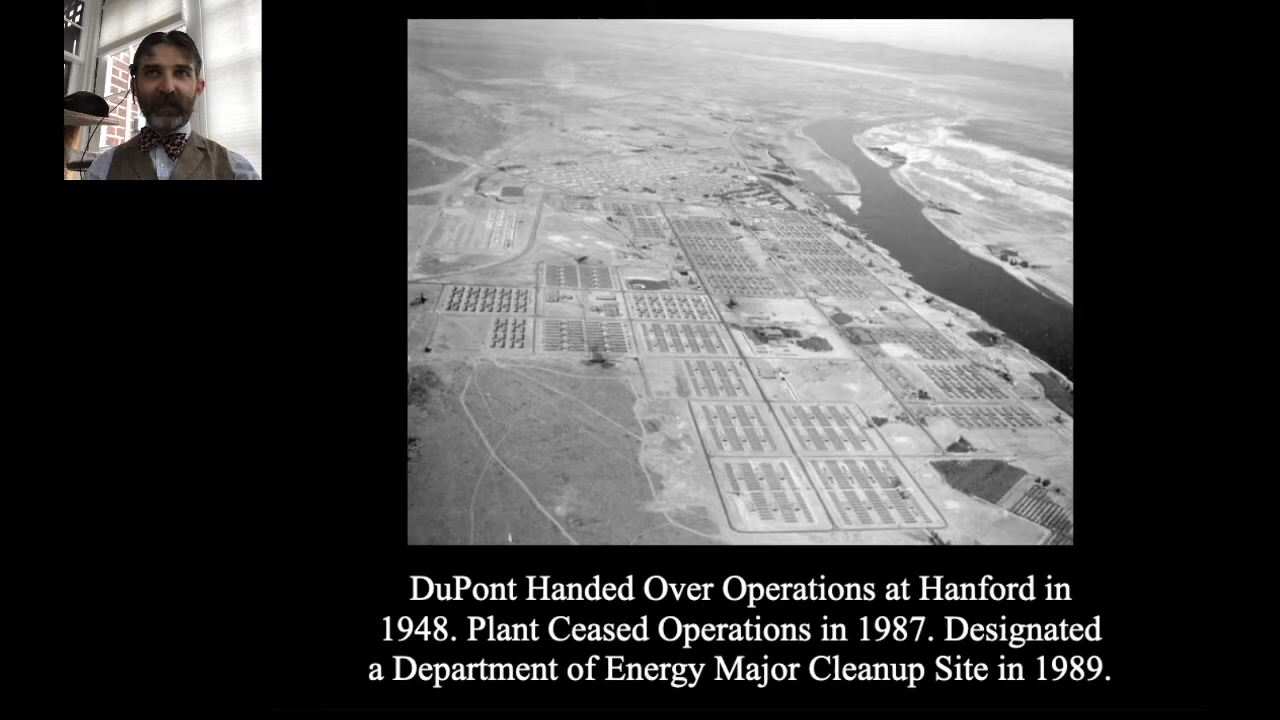 DuPont Handed Over Operations at Hanford in
1948. Plant Ceased Operations in 1987. Designated
a Department of Energy Major Cleanup Site in 1989.